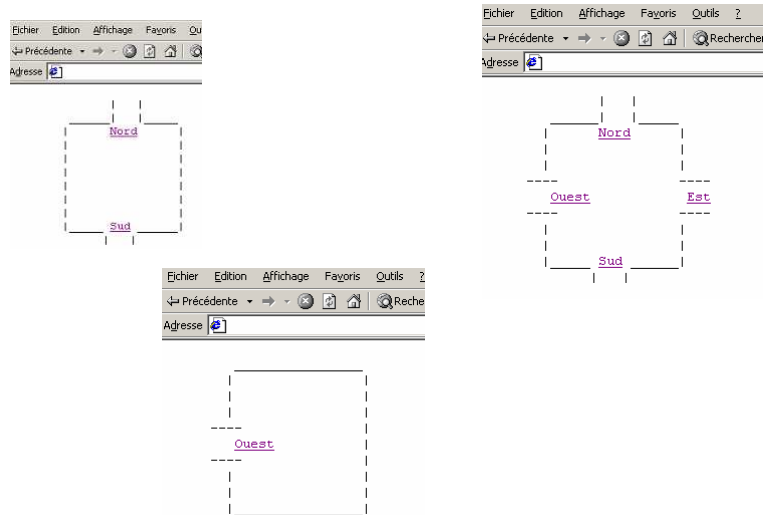 Fichier Edition Affichage Favoris Ou
Précédente
Adresse
Nord
Sud
Fichier Edition Affichage Favoris Outils ?
Précédente Rechercher
Adresse
Nord
Ouest Est
Sud
Fichier Edition Affichage Favoris Outils ?
Précédente Reche
Adresse
Ouest